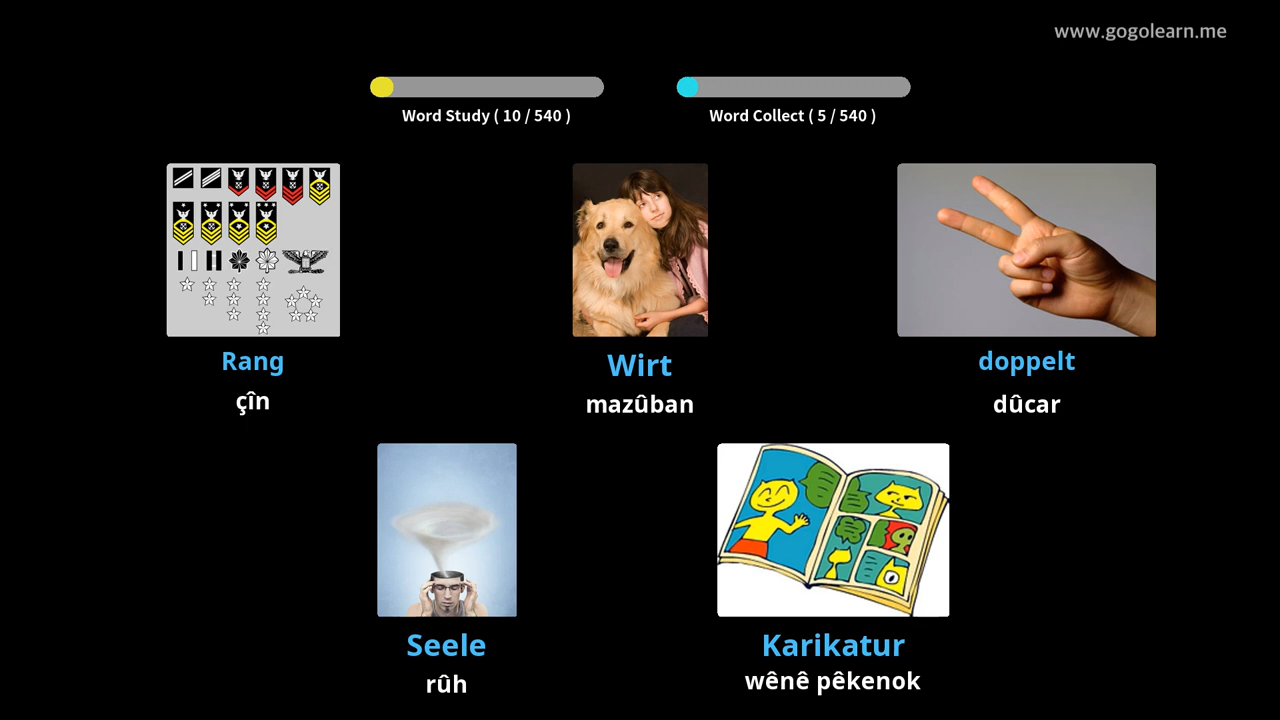 www.gogolearn.me
Word Study ( 10 / 540 )
Word Collect ( 5 / 540 )
Rang
çîn
Wirt
mazûban
doppelt
dûcar
Seele
rûh
Karikatur
wênê pêkenok